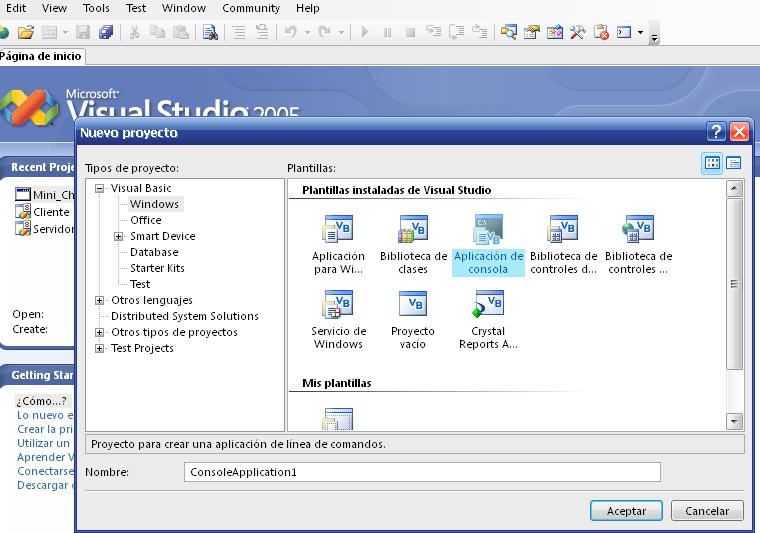 Edit View Tools Test Window Community Help
Página de inicio
Microsoft
Visual Studio 2005
Nuevo proyecto
Recent
Mini_
Cliente
Servidor
Open:
Create:
Getting
¿Cómo...?
Lo nuevo
Crear la
Utilizar un
Aprender
Conectarse
Descargar
Tipos de proyecto:
Visual Basic
Windows
Office
Smart Device
Database
Starter Kits
Test
Otros lenguajes
Distributed System Solutions
Otros tipos de proyectos
Test Projects
Plantillas:
Plantillas instaladas de Visual Studio
Aplicación
para Wi...
Biblioteca de
clases
Aplicación de
consola
Biblioteca de
controles d...
Biblioteca de
controles ...
Servicio de
Windows
Proyecto
vacío
Crystal
Reports A...
Mis plantillas
Proyecto para crear una aplicación de línea de comandos.
Nombre: ConsoleApplication1
Aceptar Cancelar